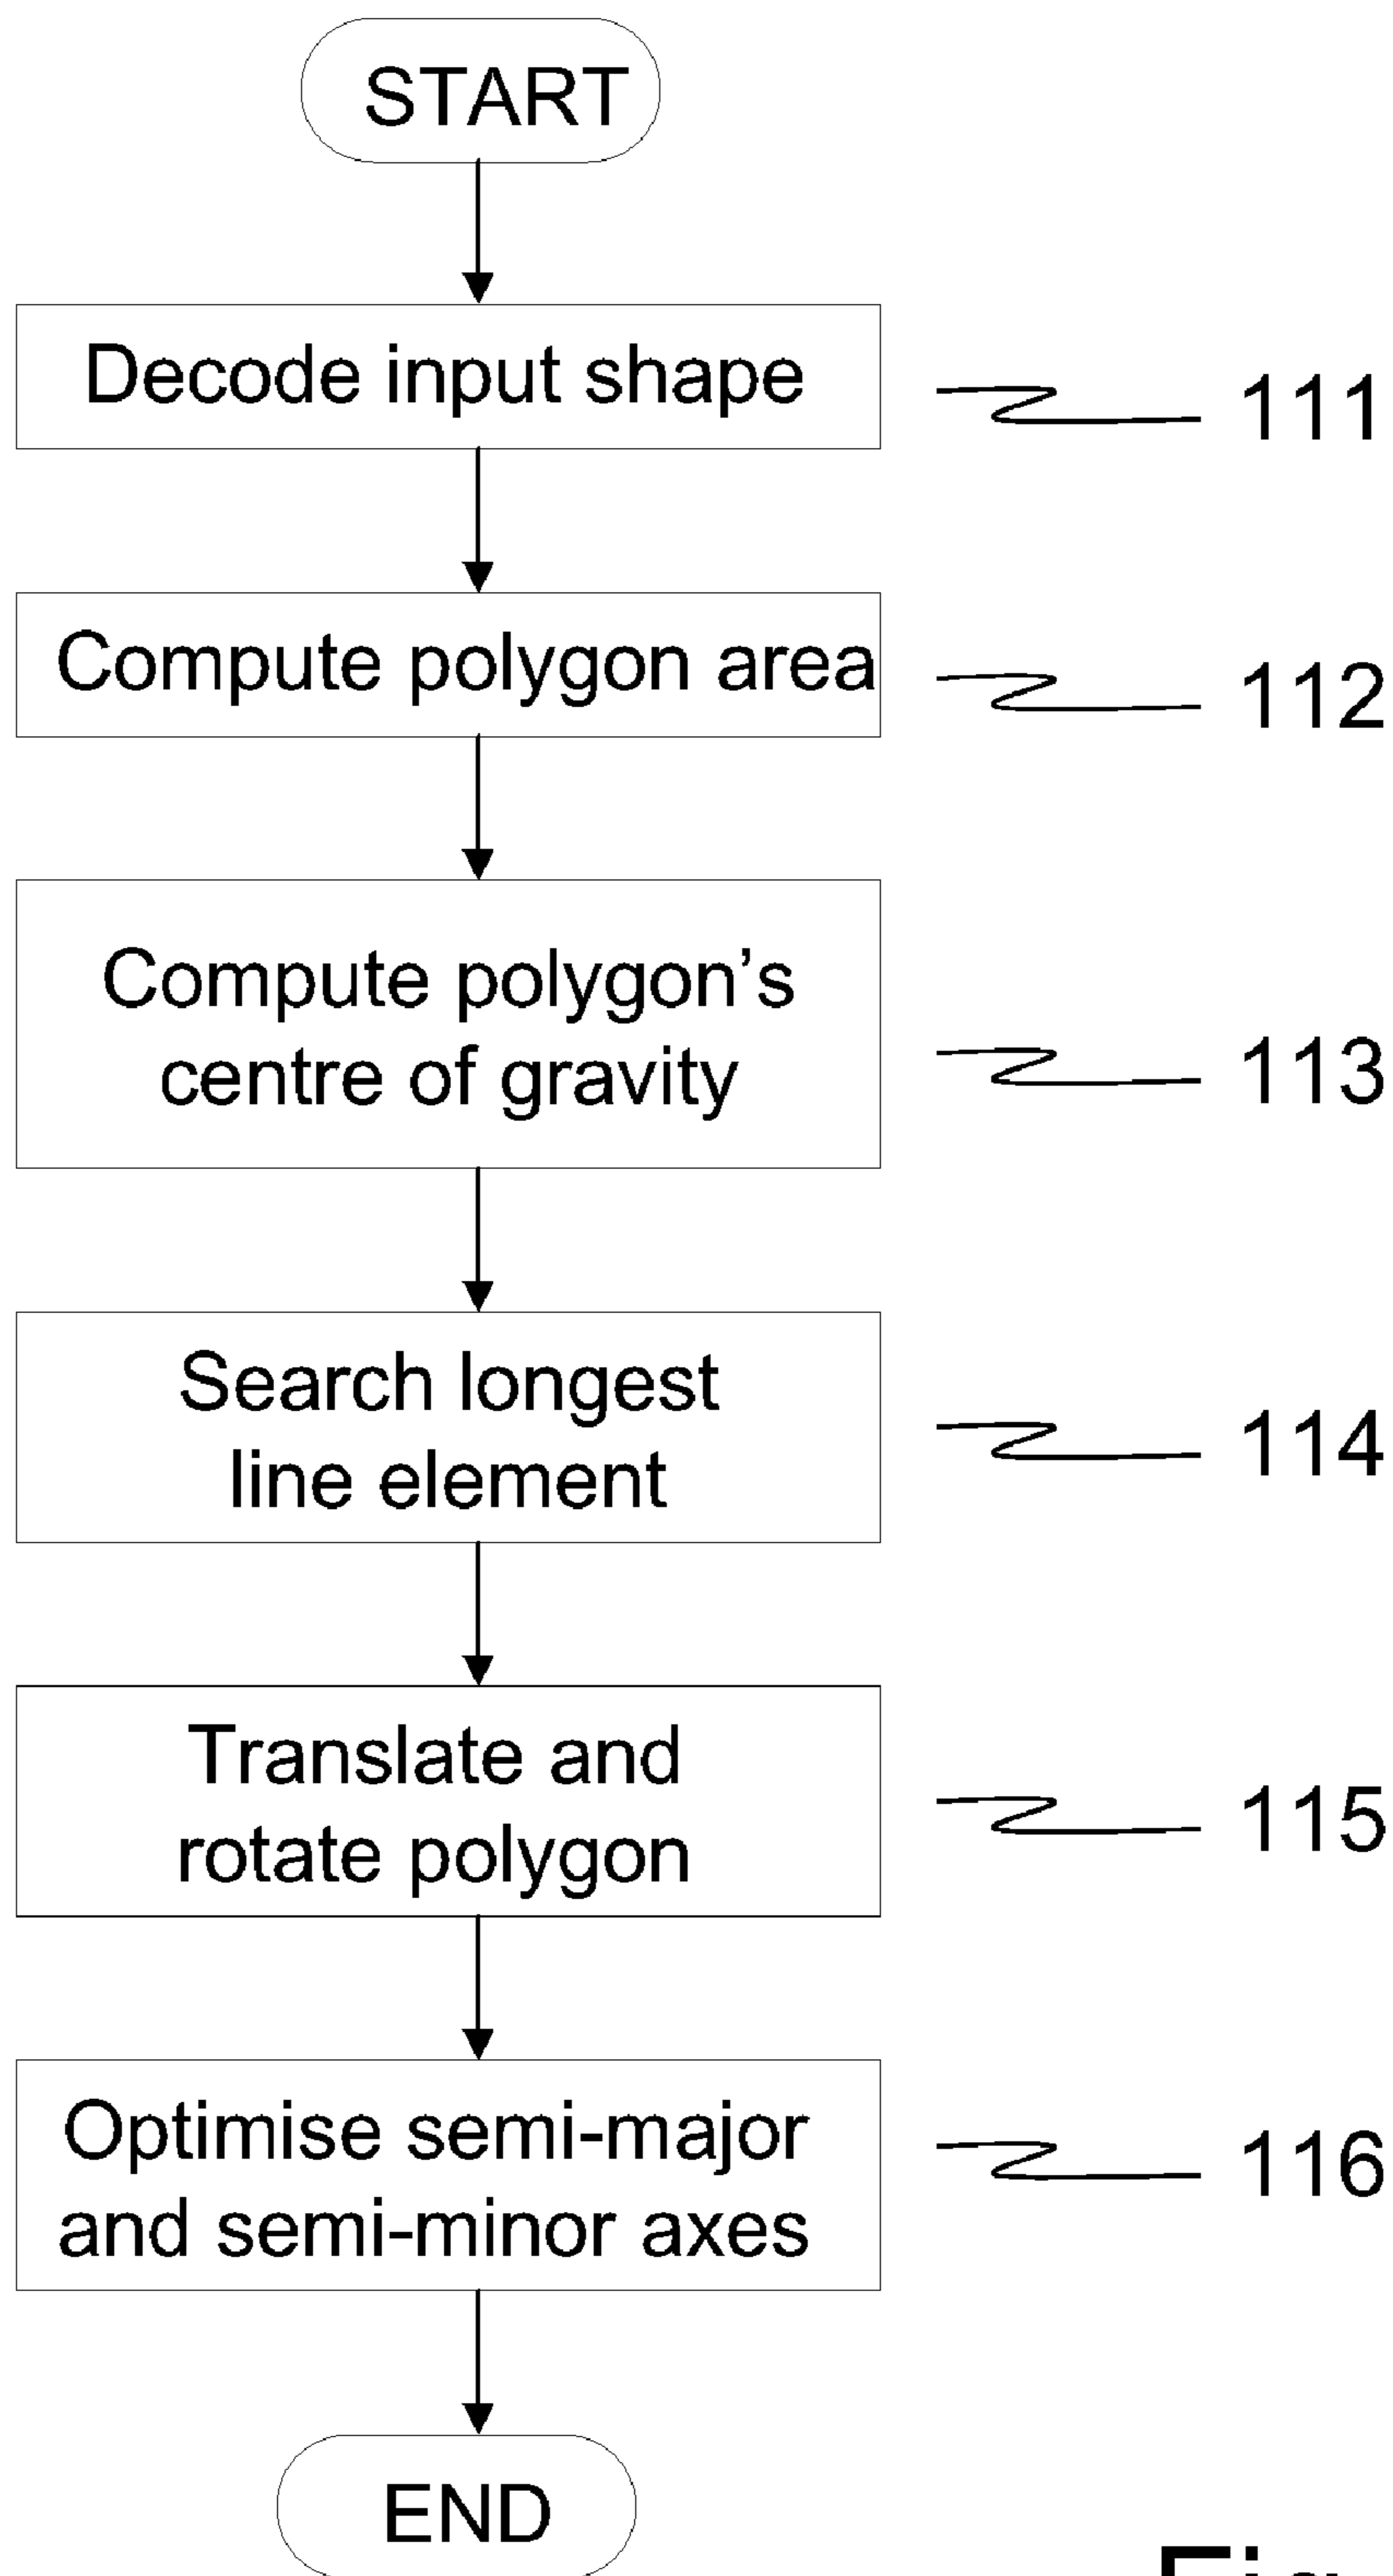 START
Decode input shape
111
Compute polygon area
112
Compute polygon’s
centre of gravity
113
Search longest
line element
114
Translate and
rotate polygon
115
Optimise semi-major
and semi-minor axes
116
END